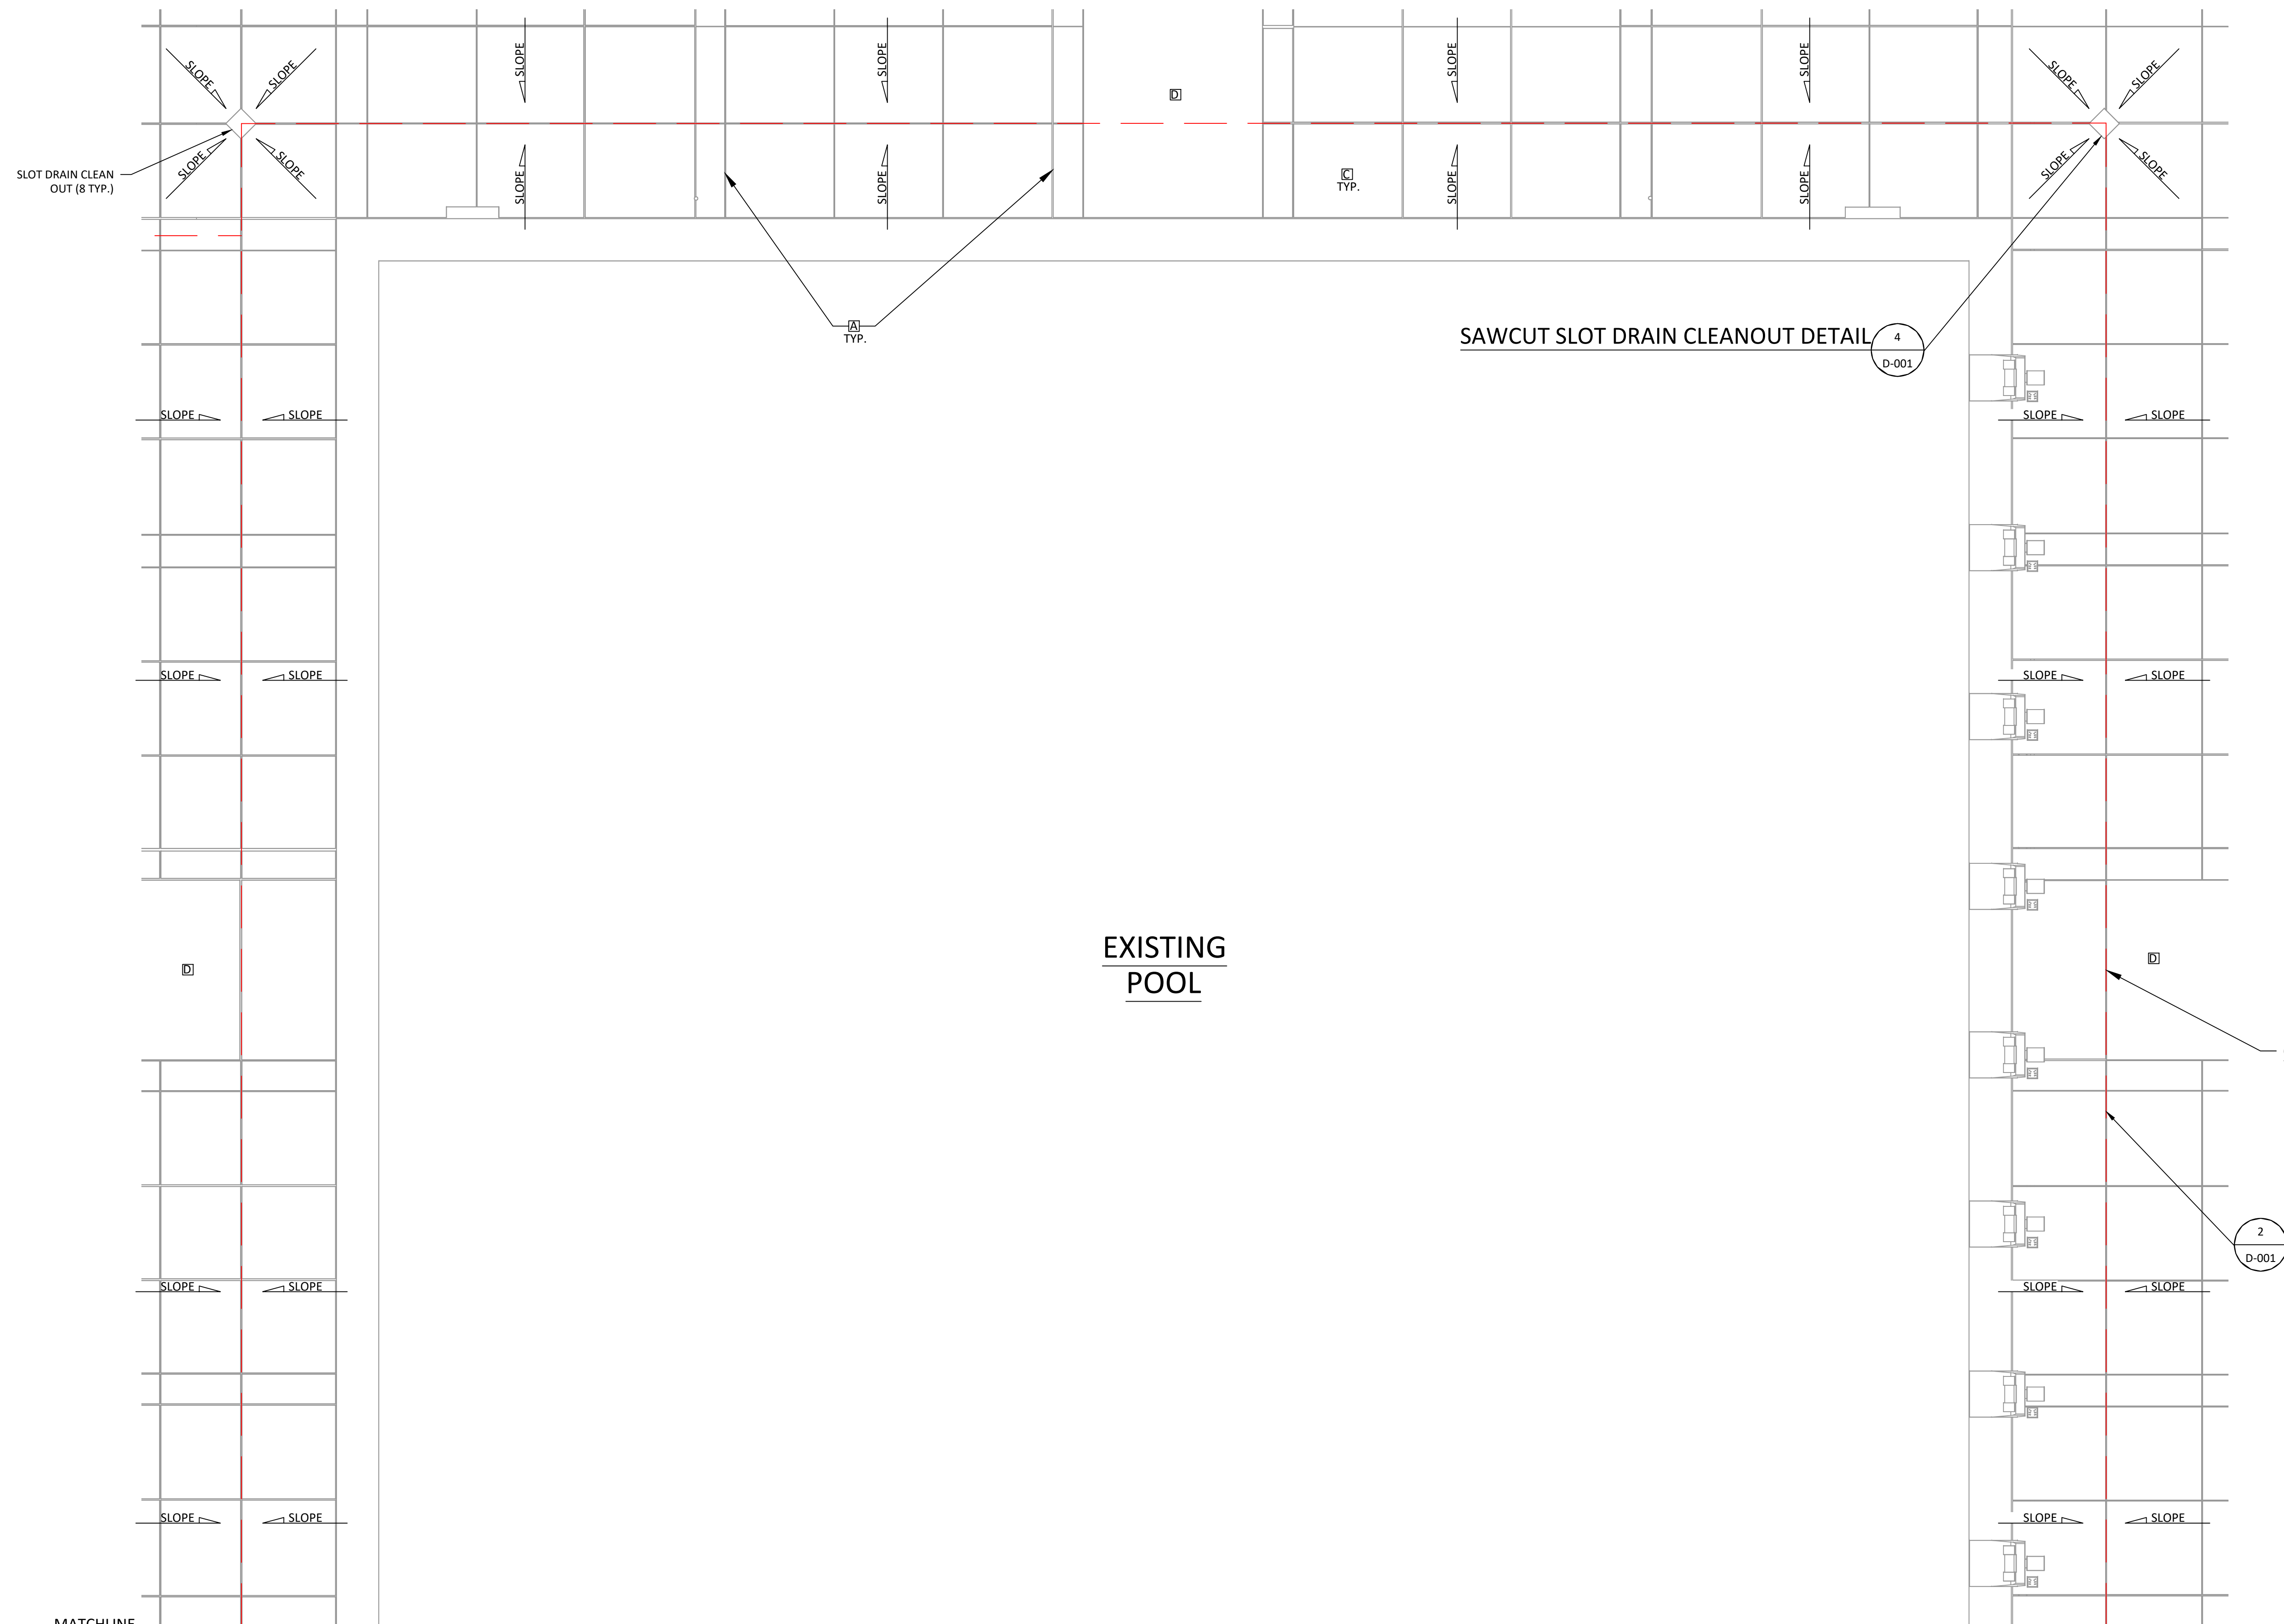 SLOPE SLOPE SLOPE SLOPE SLOPE SLOPE SLOPE SLOPE
D
SLOT DRAIN CLEAN
OUT (8 TYP.)
SLOPE SLOPE SLOPE SLOPE SLOPE SLOPE SLOPE SLOPE
C
TYP.
A
TYP.
SAWCUT SLOT DRAIN CLEANOUT DETAIL
4
D-001
SLOPE SLOPE SLOPE SLOPE
SLOPE SLOPE SLOPE SLOPE
EXISTING
POOL
D
D
2
D-001
SLOPE SLOPE SLOPE SLOPE
SLOPE SLOPE SLOPE SLOPE
MATCHLINE